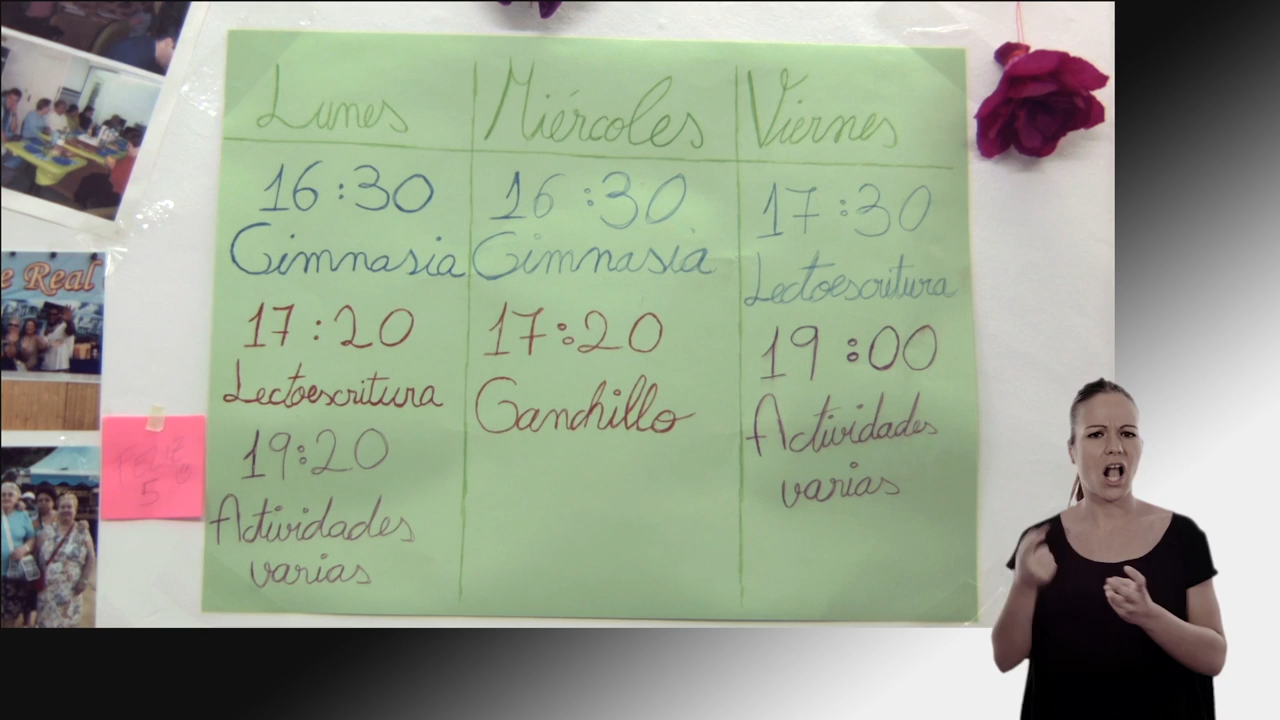 Lunes
16:30
Gimnasia
17:20
Lectoescritura
19:20
Actividades
varias
Miércoles
16:30
Gimnasia
17:20
Ganchillo
Viernes
17:30
Lectoescritura
19:00
Actividades
varias
e Real
5